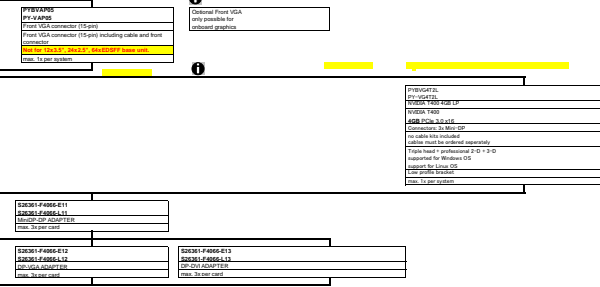 PYBVAP05
PY-VAP05
Front VGA connector (15-pin)
Front VGA connector (15-pin) including cable and front
connector
Not for 12x3.5", 24x2.5", 64xEDSFF base unit.
max. 1x per system
Optional Front VGA
only possible for
onboard graphics
PYBVG4T2L
PY-VG4T2L
NVIDIA T400 4GB LP
NVIDIA T400
4GB PCIe 3.0 x16
Connectors: 3x Mini-DP
no cable kits included
cables must be ordered seperately
Triple head + professional 2-D + 3-D
supported for Windows OS
support for Linux OS
Low profile bracket
max. 1x per system
S26361-F4066-E11
S26361-F4066-L11
MiniDP-DP ADAPTER
max. 3x per card
S26361-F4066-E12
S26361-F4066-L12
DP-VGA ADAPTER
max. 3x per card
S26361-F4066-E13
S26361-F4066-L13
DP-DVI ADAPTER
max. 3x per card